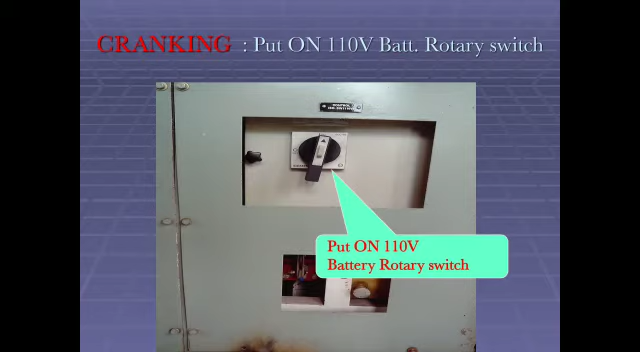 CRANKING : Put ON 110V Batt. Rotary switch
Put ON 110V
Battery Rotary switch